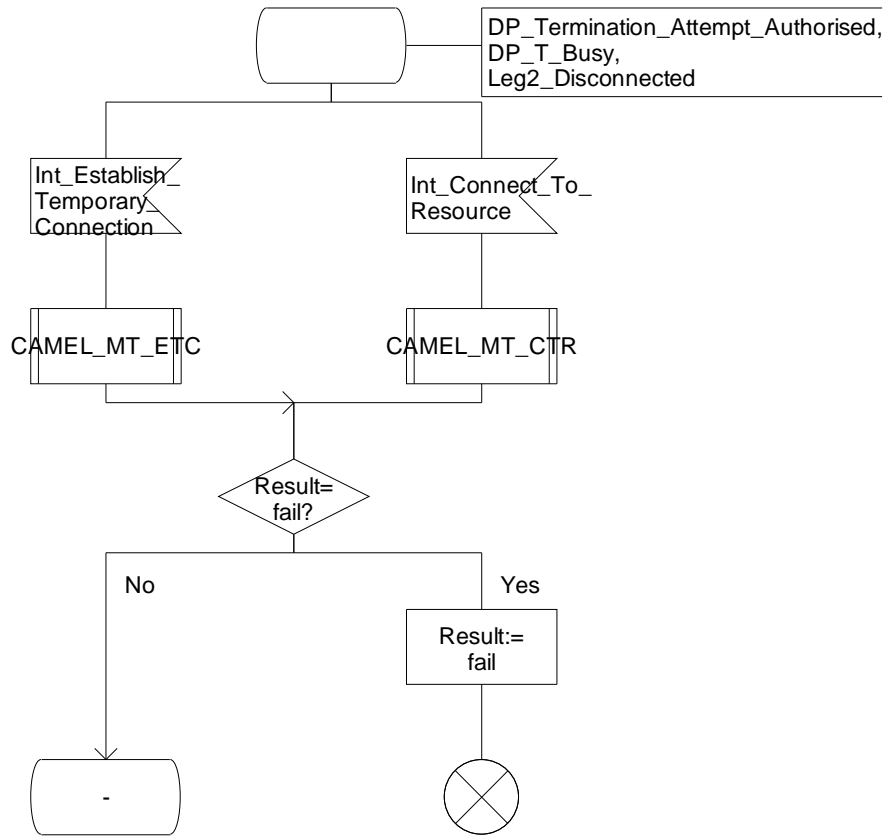 DP_Termination_Attempt_Authorised,
DP_T_Busy,
Leg2_Disconnected
Int_Establish_
Temporary_
Connection
Int_Connect_To_
Resource
CAMEL_MT_ETC
CAMEL_MT_CTR
Result=
fail?
No
Yes
Result:=
fail
-